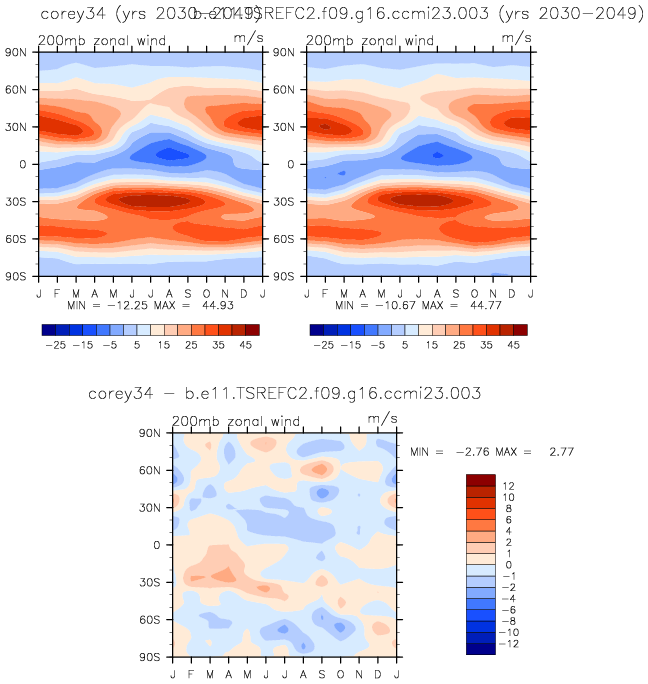 corey34 (yrs 2030-2049)
b.e11.TSREFC2.f09.g16.ccmi23.003 (yrs 2030-2049)
200mb zonal wind m/s
200mb zonal wind m/s
90N
60N
30N
0
30S
60S
90S
90N
60N
30N
0
30S
60S
90S
J F M A M J J A S O N D J
J F M A M J J A S O N D J
MIN = -12.25 MAX = 44.93
MIN = -10.67 MAX = 44.77
-25 -15 -5 5 15 25 35 45
-25 -15 -5 5 15 25 35 45
corey34 - b.e11.TSREFC2.f09.g16.ccmi23.003
200mb zonal wind m/s
90N
60N
30N
0
30S
60S
90S
J F M A M J J A S O N D J
MIN = -2.76 MAX = 2.77
12
10
8
6
4
2
1
0
-1
-2
-4
-6
-8
-10
-12